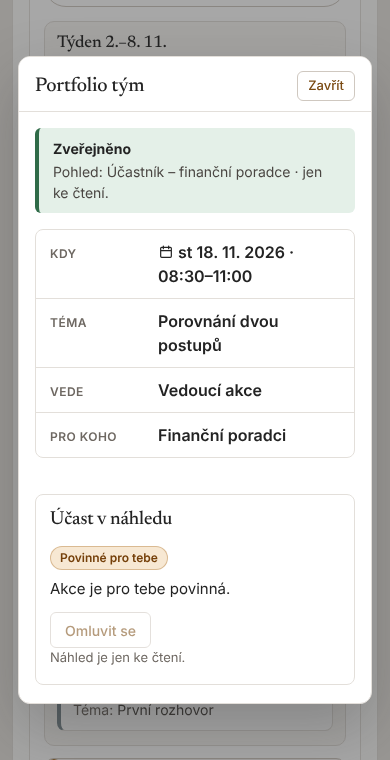 Týden 2.–8. 11.
Portfolio tým
Zavřít
Zveřejněno
Pohled: Účastník – finanční poradce · jen
ke čtení.
KDY
st 18. 11. 2026 ·
08:30–11:00
TÉMA
Porovnání dvou
postupů
VEDE
Vedoucí akce
PRO KOHO
Finanční poradci
Účast v náhledu
Povinné pro tebe
Akce je pro tebe povinná.
Omluvit se
Náhled je jen ke čtení.
Téma: První rozhovor